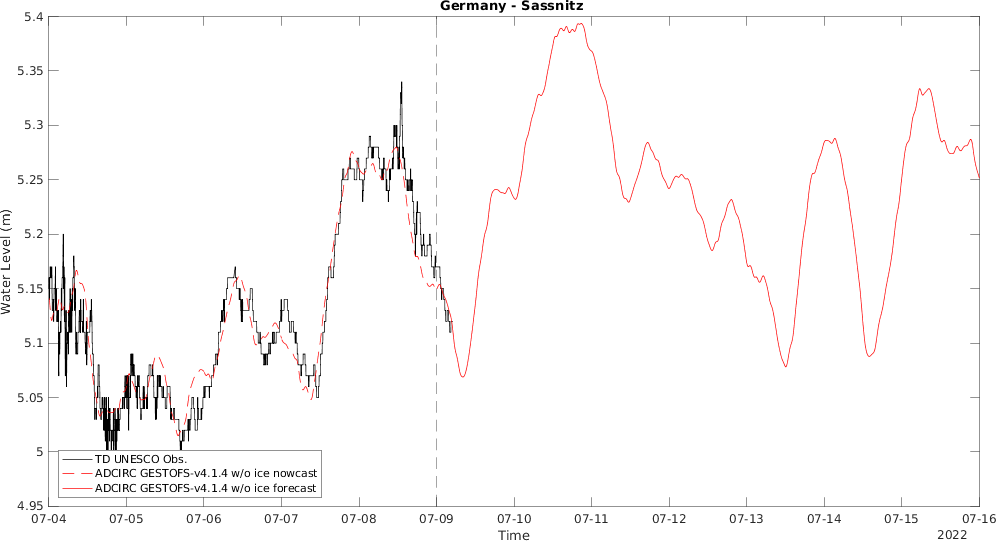 Germany - Sassnitz
5.4
5.35
5.3
5.25
5.2
5.15
5.1
5.05
5
4.95
Water Level (m)
TD UNESCO Obs.
ADCIRC GESTOFS-v4.1.4 w/o ice nowcast
ADCIRC GESTOFS-v4.1.4 w/o ice forecast
07-04 07-05 07-06 07-07 07-08 07-09 07-10 07-11 07-12 07-13 07-14 07-15 07-16
Time
2022